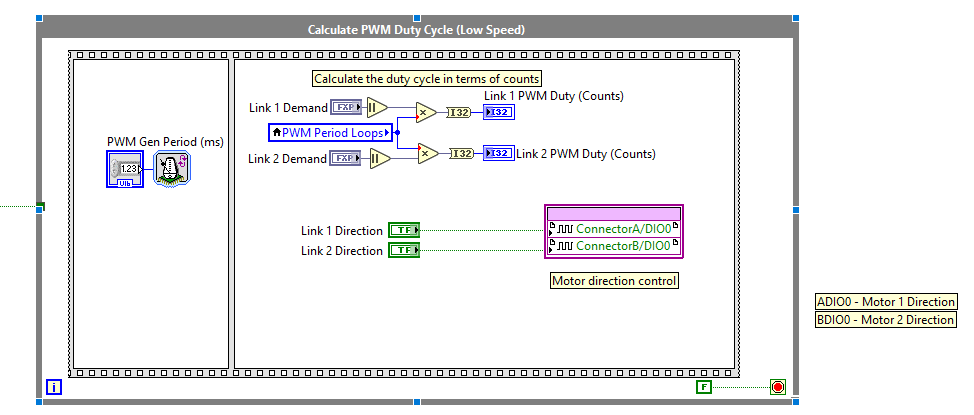 Calculate PWM Duty Cycle (Low Speed)
Calculate the duty cycle in terms of counts
Link 1 Demand
FXP
I32
Link 1 PWM Duty (Counts)
I32
PWM Period Loops
Link 2 Demand
FXP
I32
I32
Link 2 PWM Duty (Counts)
PWM Gen Period (ms)
1.23
U16
Link 1 Direction
TF
Link 2 Direction
TF
ConnectorA/DIO0
ConnectorB/DIO0
Motor direction control
ADIO0 - Motor 1 Direction
BDIO0 - Motor 2 Direction
i
F